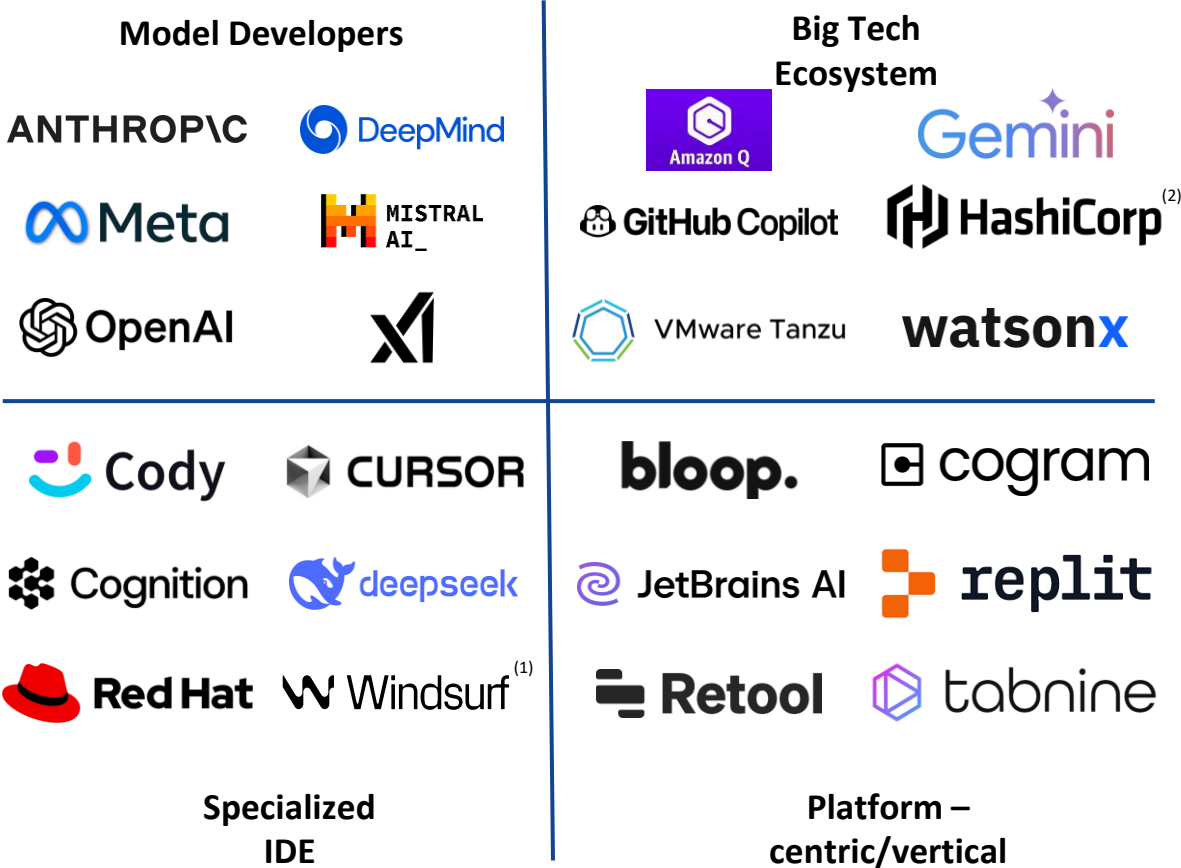 Model Developers
ANTHROP\C
DeepMind
Meta
MISTRAL
AI_
OpenAI
xI
Big Tech
Ecosystem
Amazon Q
Gemini
GitHub Copilot
HashiCorp(2)
VMware Tanzu
watsonx
Cody
CURSOR
Cognition
deepseek
Red Hat
Windsurf(1)
Specialized
IDE
bloop.
cogram
JetBrains AI
replit
Retool
tabnine
Platform –
centric/vertical